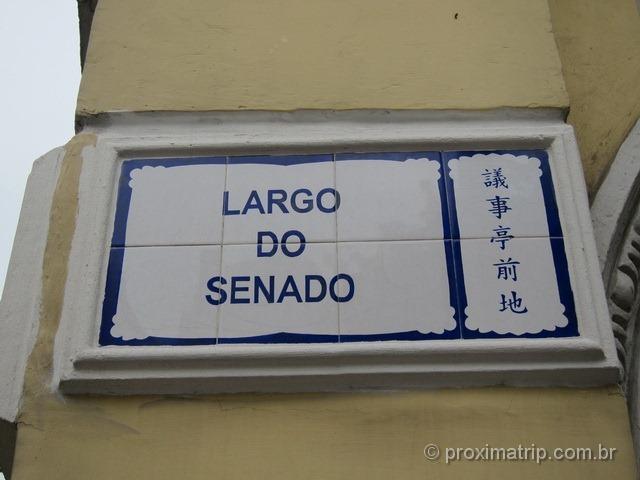 LARGO
DO
SENADO
議事亭前地
© proximatrip.com.br